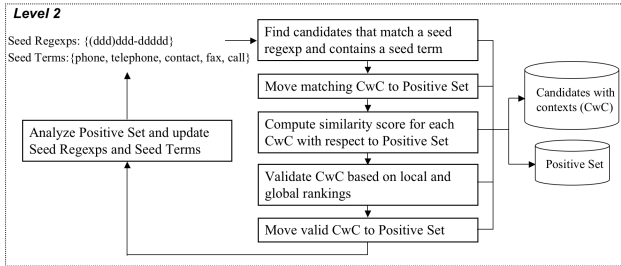 Level 2
Seed Regexps: {(ddd)ddd-ddddd}
Seed Terms:{phone, telephone, contact, fax, call}
Find candidates that match a seed
regexp and contains a seed term
Move matching CwC to Positive Set
Compute similarity score for each
CwC with respect to Positive Set
Validate CwC based on local and
global rankings
Move valid CwC to Positive Set
Analyze Positive Set and update
Seed Regexps and Seed Terms
Candidates with
contexts (CwC)
Positive Set